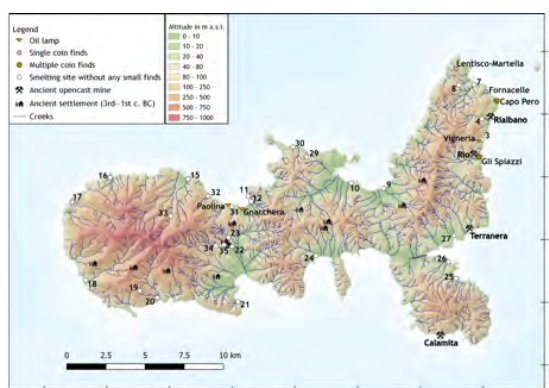 Legend
Oil lamp
Single coin finds
Multiple coin finds
Smelting site without any small finds
Ancient opencast mine
Ancient settlement (3rd–1st c. BC)
Creeks
Altitude in m a.s.l.
0 - 10
10 - 20
20 - 40
40 - 80
80 - 100
100 - 250
250 - 500
500 - 750
750 - 1000
Lentisco-Martella
8 7
Fornacelle
Capo Pero
4 Rialbano
3
Vigneria
Rio
Gli Spiazzi
30
29
16 15
17
32 11
12
10 9
Paolina
31 Gnacchera
33
23
34
35 22
27
Terranera
24
26
25
18
19
20
21
Calamita
0 2.5 5 7.5 10 km